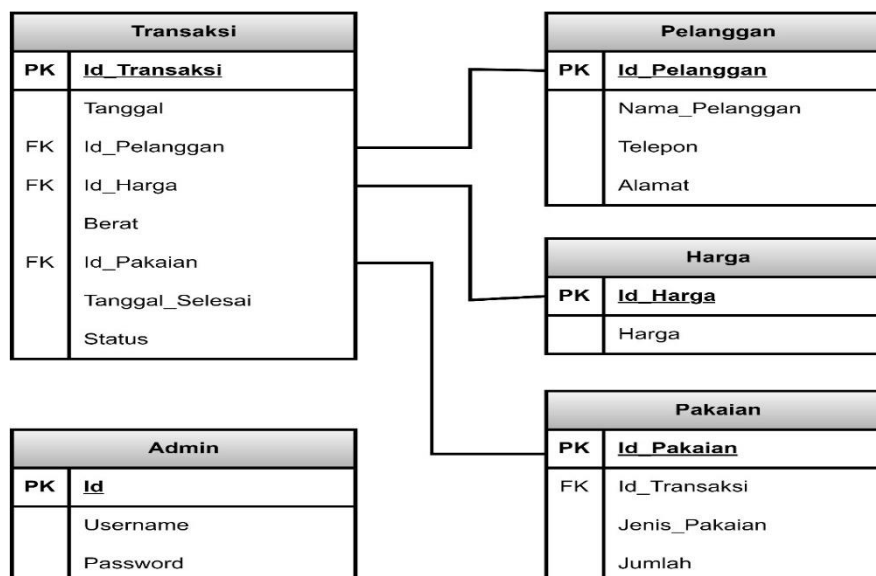 Transaksi
PK Id_Transaksi
Tanggal
FK Id_Pelanggan
FK Id_Harga
Berat
FK Id_Pakaian
Tanggal_Selesai
Status
Pelanggan
PK Id_Pelanggan
Nama_Pelanggan
Telepon
Alamat
Harga
PK Id_Harga
Harga
Admin
PK Id
Username
Password
Pakaian
PK Id_Pakaian
FK Id_Transaksi
Jenis_Pakaian
Jumlah